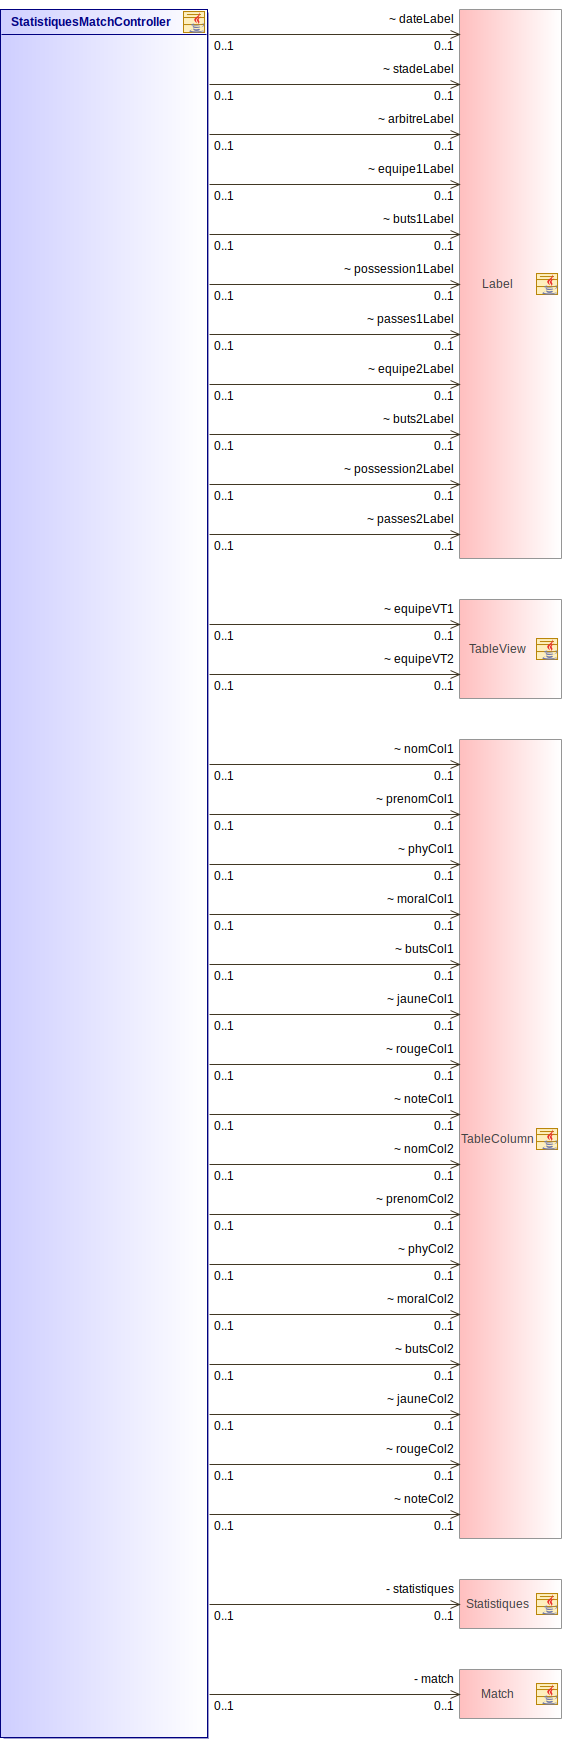 StatistiquesMatchController
~ dateLabel
0..1 0..1
~ stadeLabel
0..1 0..1
~ arbitreLabel
0..1 0..1
~ equipe1Label
0..1 0..1
~ buts1Label
0..1 0..1
~ possession1Label
Label
0..1 0..1
~ passes1Label
0..1 0..1
~ equipe2Label
0..1 0..1
~ buts2Label
0..1 0..1
~ possession2Label
0..1 0..1
~ passes2Label
0..1 0..1
~ equipeVT1
0..1 0..1
TableView
~ equipeVT2
0..1 0..1
~ nomCol1
0..1 0..1
~ prenomCol1
0..1 0..1
~ phyCol1
0..1 0..1
~ moralCol1
0..1 0..1
~ butsCol1
0..1 0..1
~ jauneCol1
0..1 0..1
~ rougeCol1
0..1 0..1
~ noteCol1
0..1 0..1
TableColumn
~ nomCol2
0..1 0..1
~ prenomCol2
0..1 0..1
~ phyCol2
0..1 0..1
~ moralCol2
0..1 0..1
~ butsCol2
0..1 0..1
~ jauneCol2
0..1 0..1
~ rougeCol2
0..1 0..1
~ noteCol2
0..1 0..1
- statistiques
Statistiques
0..1 0..1
- match
Match
0..1 0..1